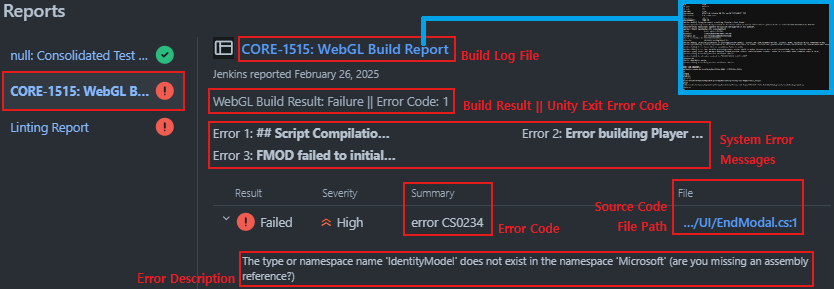 Reports
null: Consolidated Test ...
CORE-1515: WebGL B...
Linting Report
CORE-1515: WebGL Build Report
Build Log File
Jenkins reported February 26, 2025
WebGL Build Result: Failure || Error Code: 1
Build Result || Unity Exit Error Code
Error 1: ## Script Compilatio...
Error 2: Error building Player ...
Error 3: FMOD failed to initial...
System Error
Messages
Result
Severity
Summary
File
Failed
High
error CS0234
Error Code
Source Code
File Path
.../UI/EndModal.cs:1
Error Description
The type or namespace name 'IdentityModel' does not exist in the namespace 'Microsoft' (are you missing an assembly
reference?)